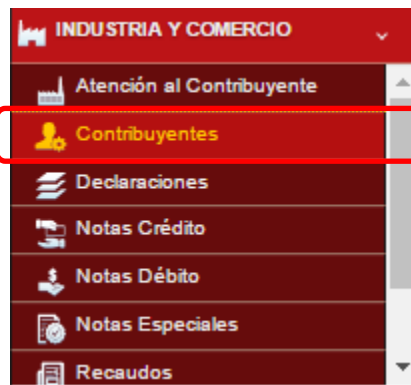 INDUSTRIA Y COMERCIO
Atención al Contribuyente
Contribuyentes
Declaraciones
Notas Crédito
Notas Débito
Notas Especiales
Recaudos